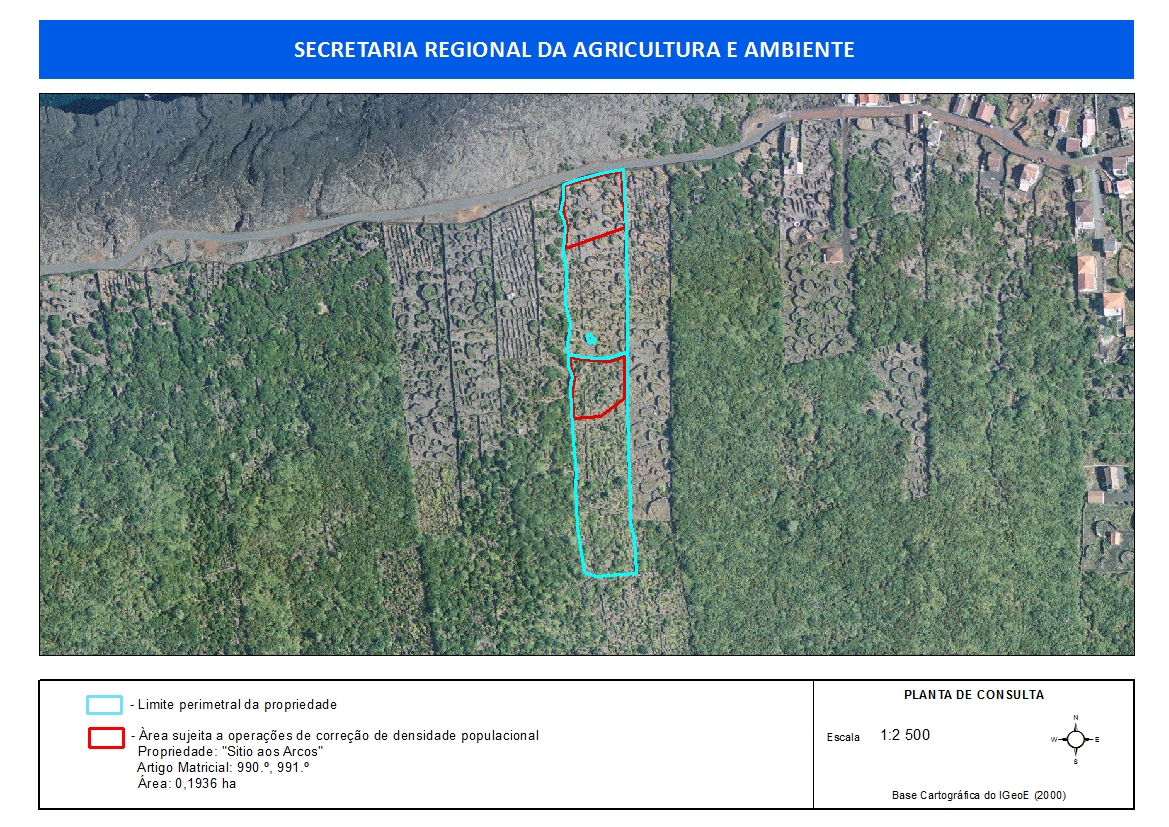 SECRETARIA REGIONAL DA AGRICULTURA E AMBIENTE
- Limite perimetral da propriedade
- Àrea sujeita a operações de correção de densidade populacional
Propriedade: "Sitio aos Arcos"
Artigo Matricial: 990.º, 991.º
Área: 0,1936 ha
PLANTA DE CONSULTA
Escala 1:2 500
N
W E
S
Base Cartográfica do IGeoE (2000)